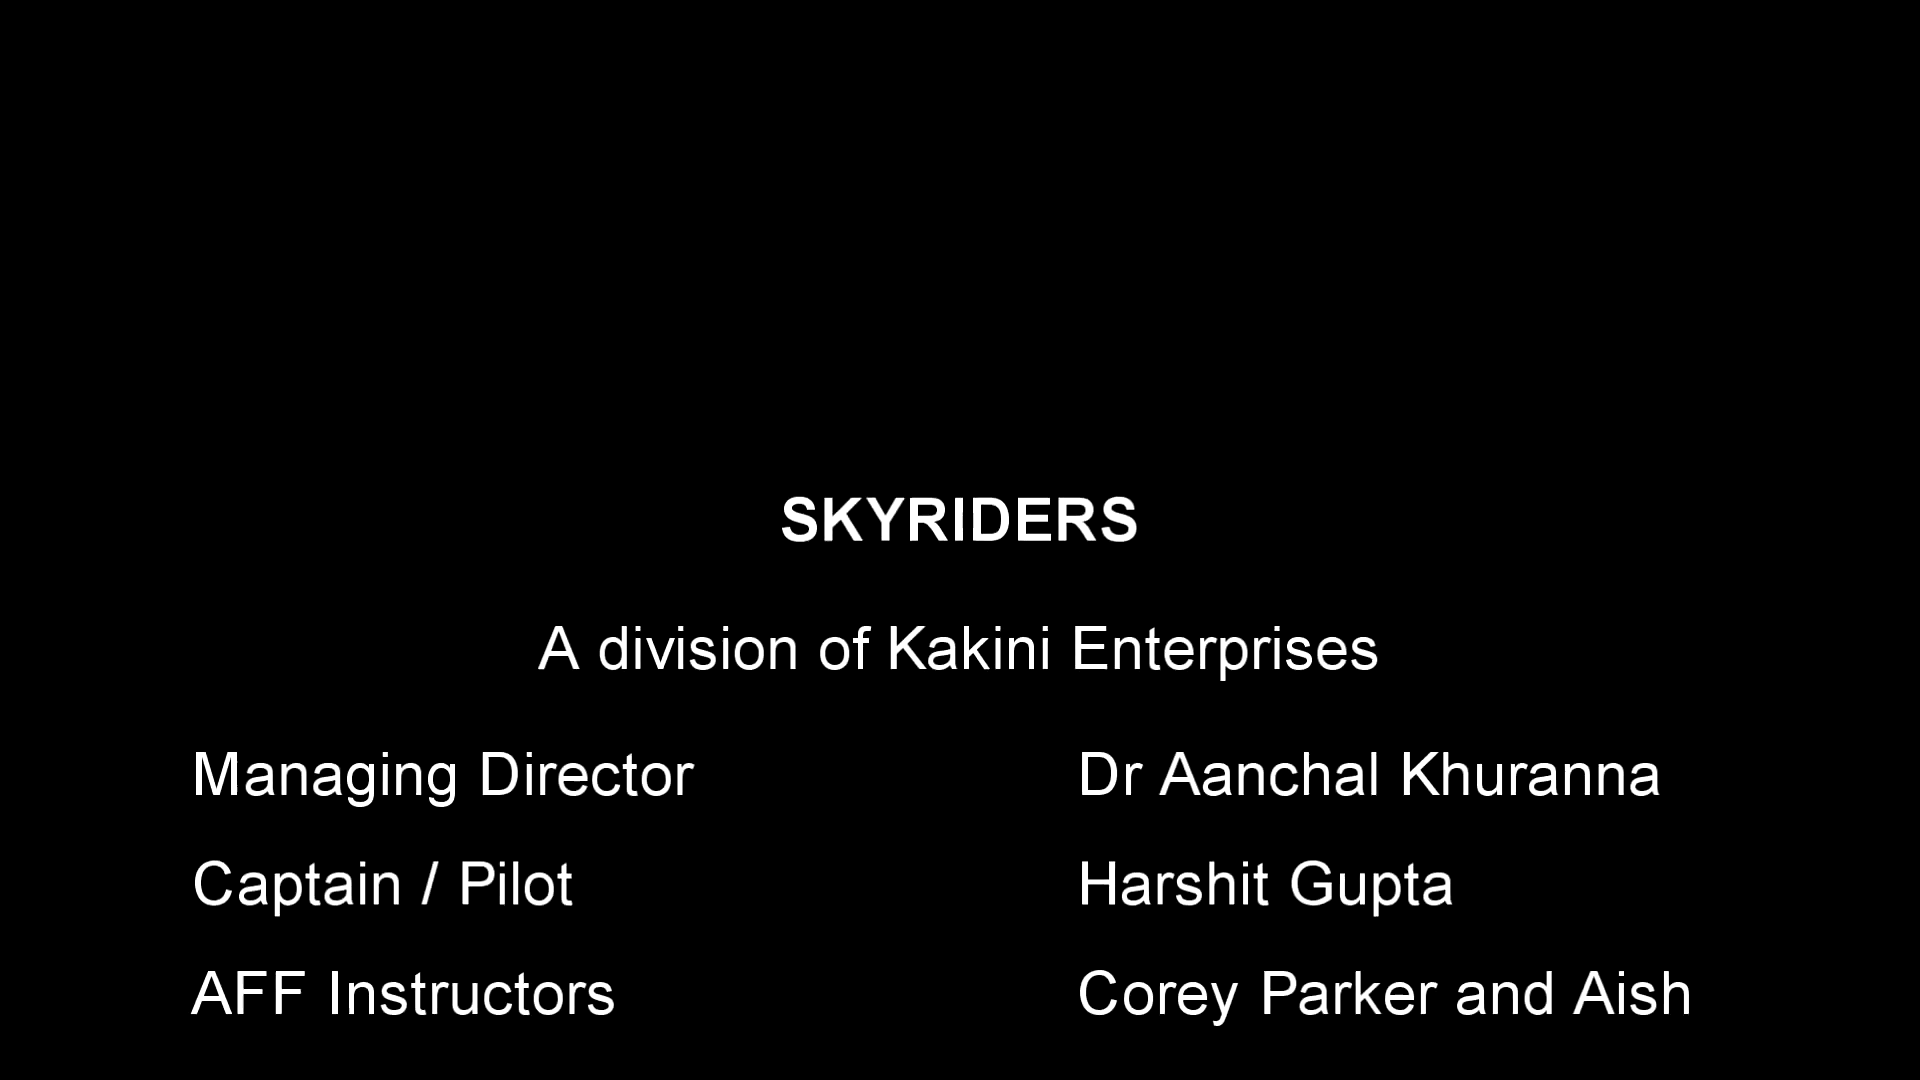 SKYRIDERS
A division of Kakini Enterprises
Managing Director Dr Aanchal Khuranna
Captain / Pilot Harshit Gupta
AFF Instructors Corey Parker and Aish